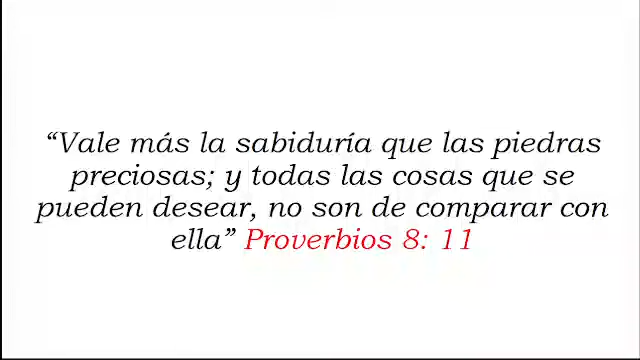 “Vale más la sabiduría que las piedras
preciosas; y todas las cosas que se
pueden desear, no son de comparar con
ella” Proverbios 8: 11